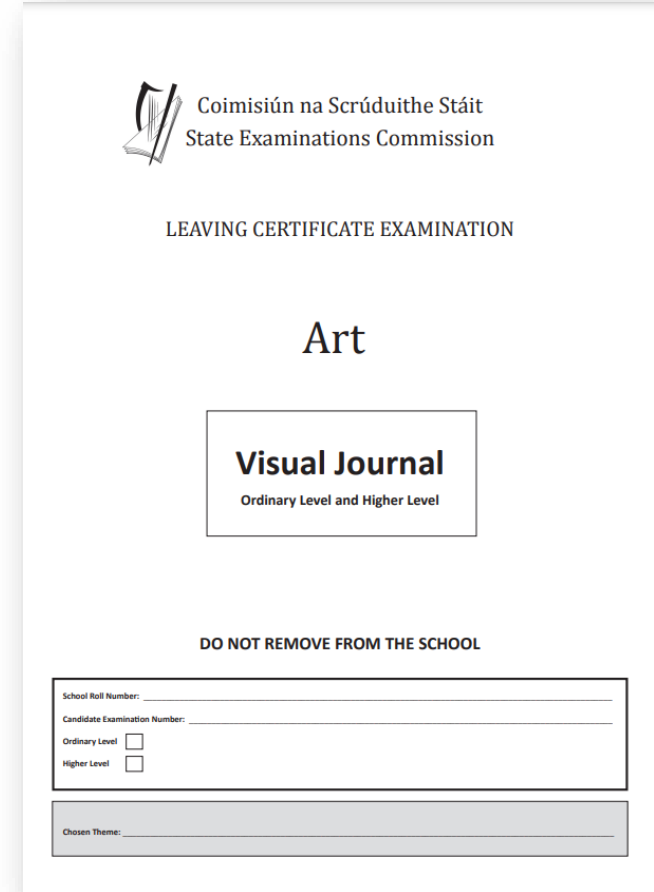 Coimisiún na Scrúduithe Stáit
State Examinations Commission
LEAVING CERTIFICATE EXAMINATION
Art
Visual Journal
Ordinary Level and Higher Level
DO NOT REMOVE FROM THE SCHOOL
School Roll Number:
Candidate Examination Number:
Ordinary Level
Higher Level
Chosen Theme: